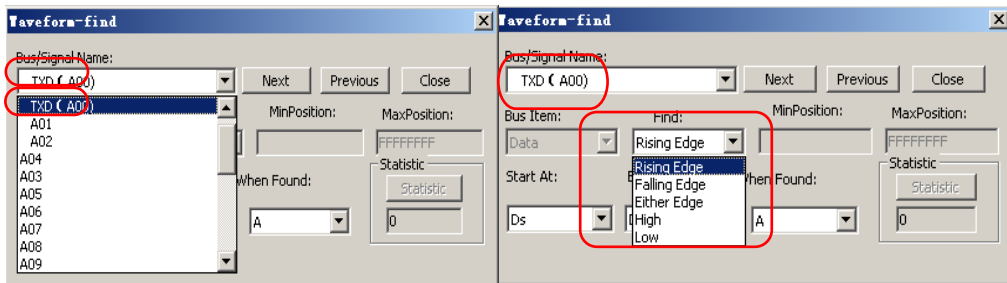 Waveform-find
Bus/Signal Name:
TXD ( A00)
Next
Previous
Close
TXD ( A00)
A01
A02
A04
A03
A05
A06
A07
A08
A09
MinPosition:
MaxPosition:
FFFFFFFF
When Found:
A
Statistic
Statistic
0
Waveform-find
Bus/Signal Name:
TXD ( A00)
Next
Previous
Close
Bus Item:
Find:
MinPosition:
MaxPosition:
Data
Rising Edge
FFFFFFFF
Rising Edge
Falling Edge
Either Edge
High
Low
Start At:
When Found:
Ds
A
Statistic
Statistic
0